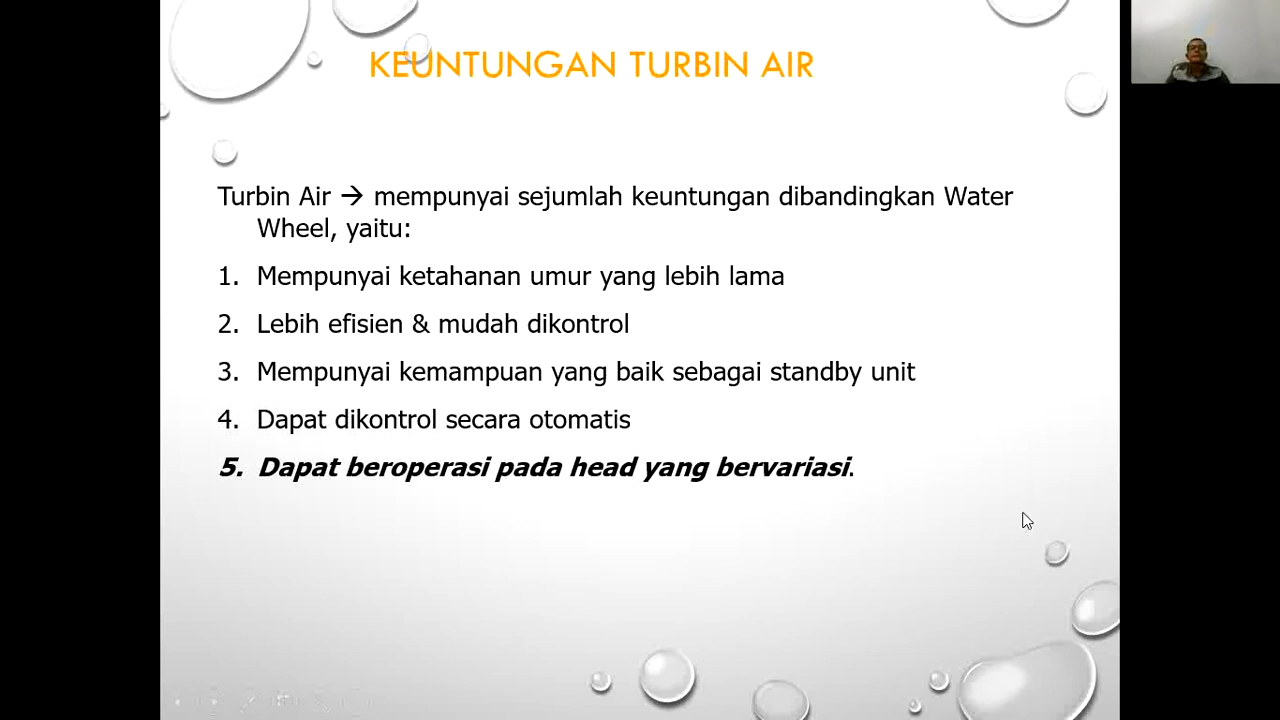 KEUNTUNGAN TURBIN AIR
Turbin Air → mempunyai sejumlah keuntungan dibandingkan Water
Wheel, yaitu:
1. Mempunyai ketahanan umur yang lebih lama
2. Lebih efisien & mudah dikontrol
3. Mempunyai kemampuan yang baik sebagai standby unit
4. Dapat dikontrol secara otomatis
5. Dapat beroperasi pada head yang bervariasi.